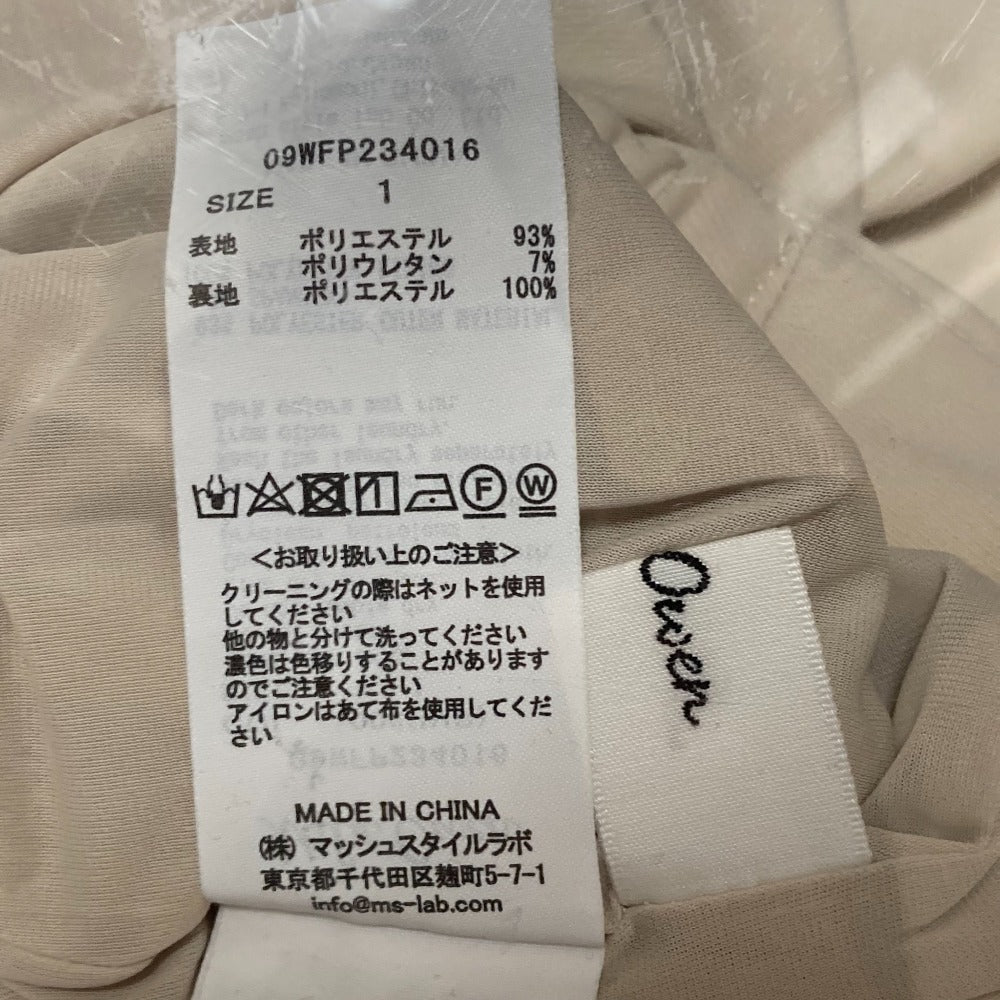 09WFP234016
SIZE 1
表地 ポリエステル 93%
ポリウレタン 7%
裏地 ポリエステル 100%
F W
<お取り扱い上のご注意>
クリーニングの際はネットを使用
してください
他の物と分けて洗ってください
濃色は色移りすることがあります
のでご注意ください
アイロンはあて布を使用してくだ
さい
MADE IN CHINA
(株) マッシュスタイルラボ
東京都千代田区麹町5-7-1
info@ms-lab.com
Owen